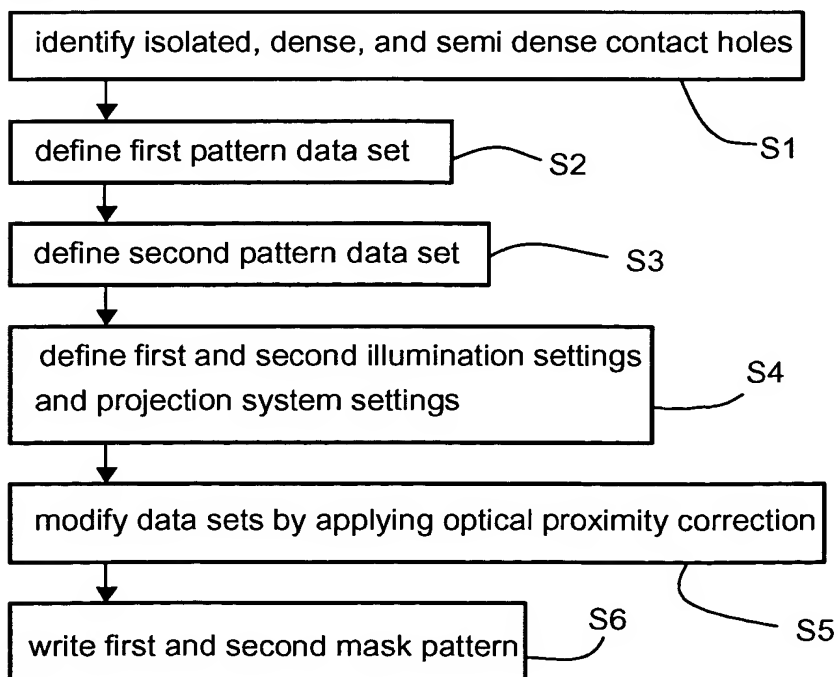 identify isolated, dense, and semi dense contact holes
S1
define first pattern data set
S2
define second pattern data set
S3
define first and second illumination settings
and projection system settings
S4
modify data sets by applying optical proximity correction
S5
write first and second mask pattern
S6